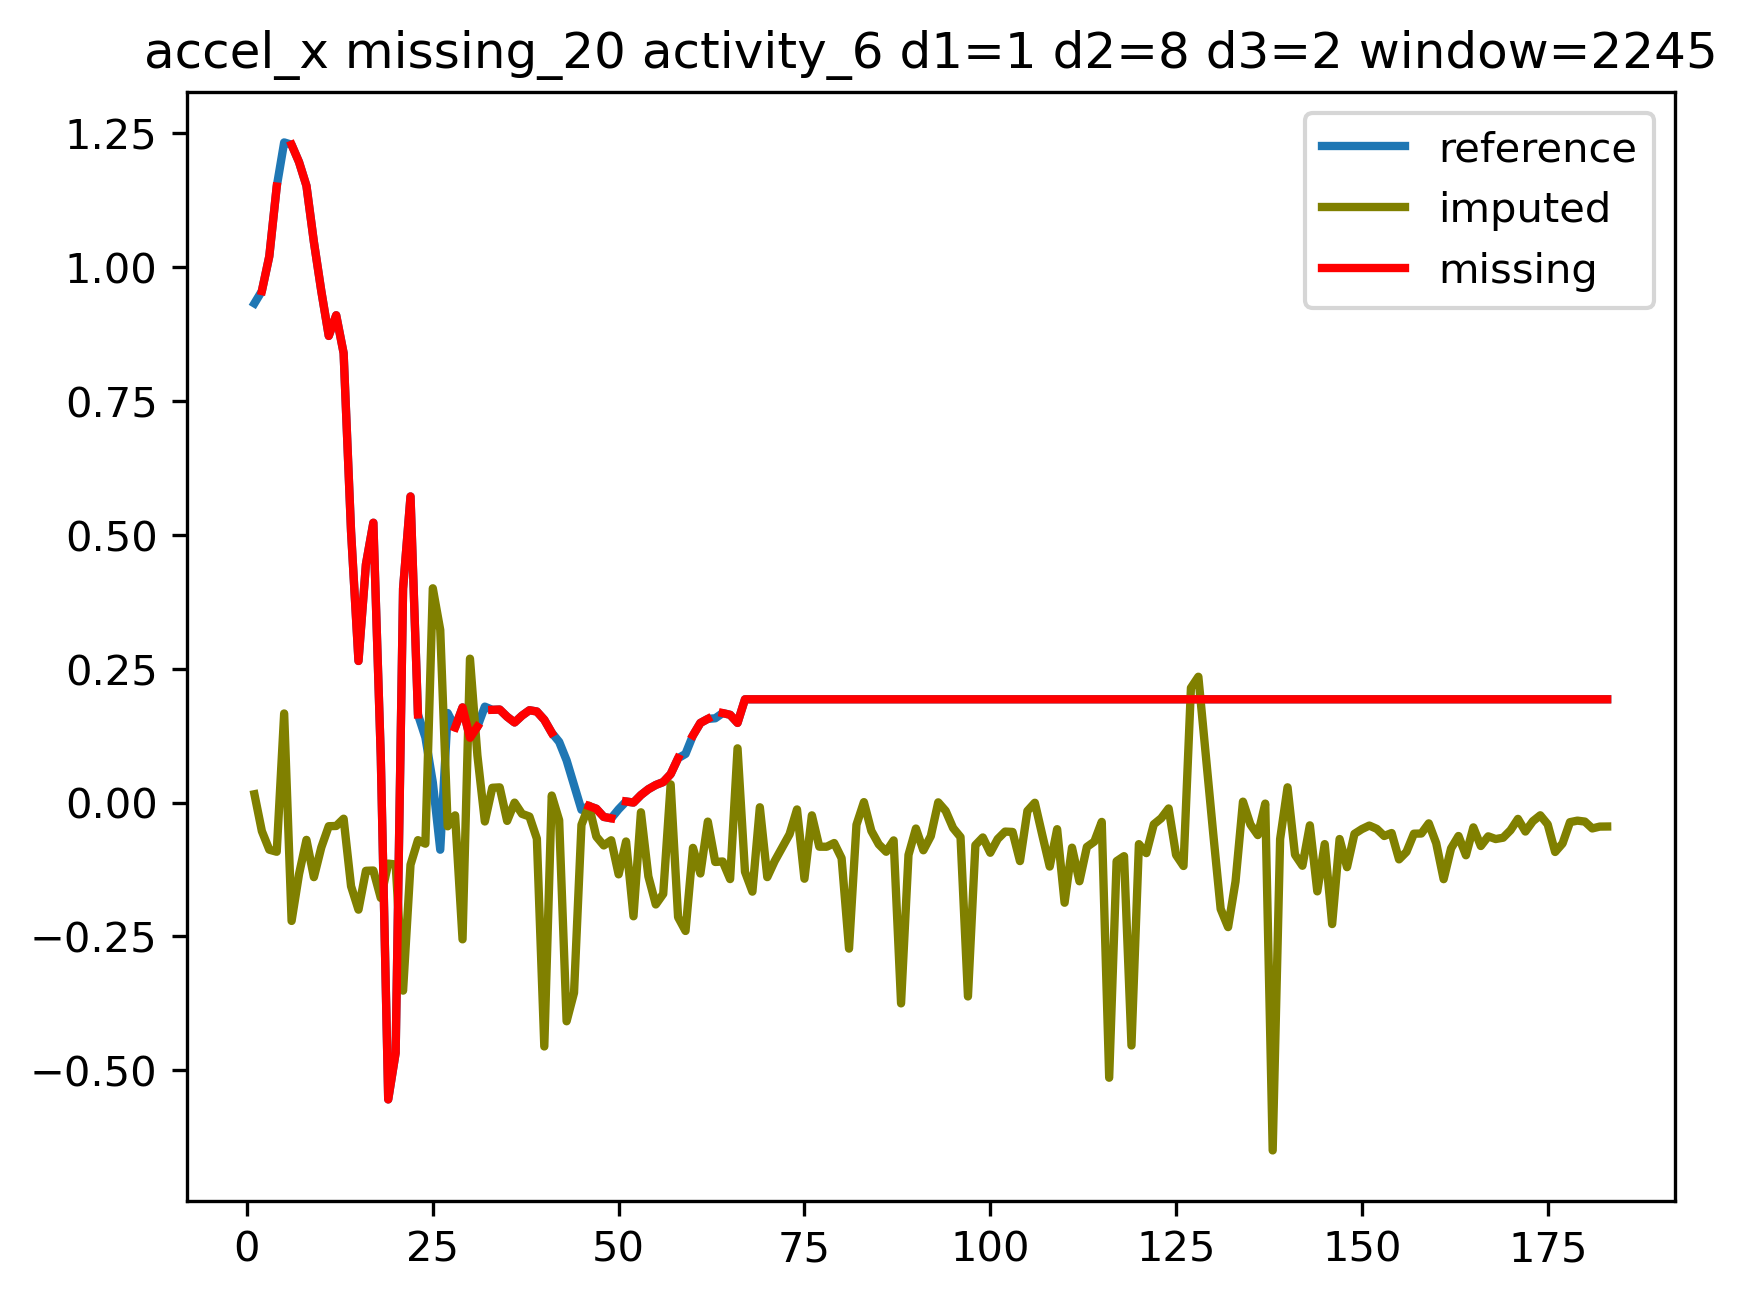 accel_x missing_20 activity_6 d1=1 d2=8 d3=2 window=2245
reference
imputed
missing
1.25
1.00
0.75
0.50
0.25
0.00
−0.25
−0.50
0 25 50 75 100 125 150 175